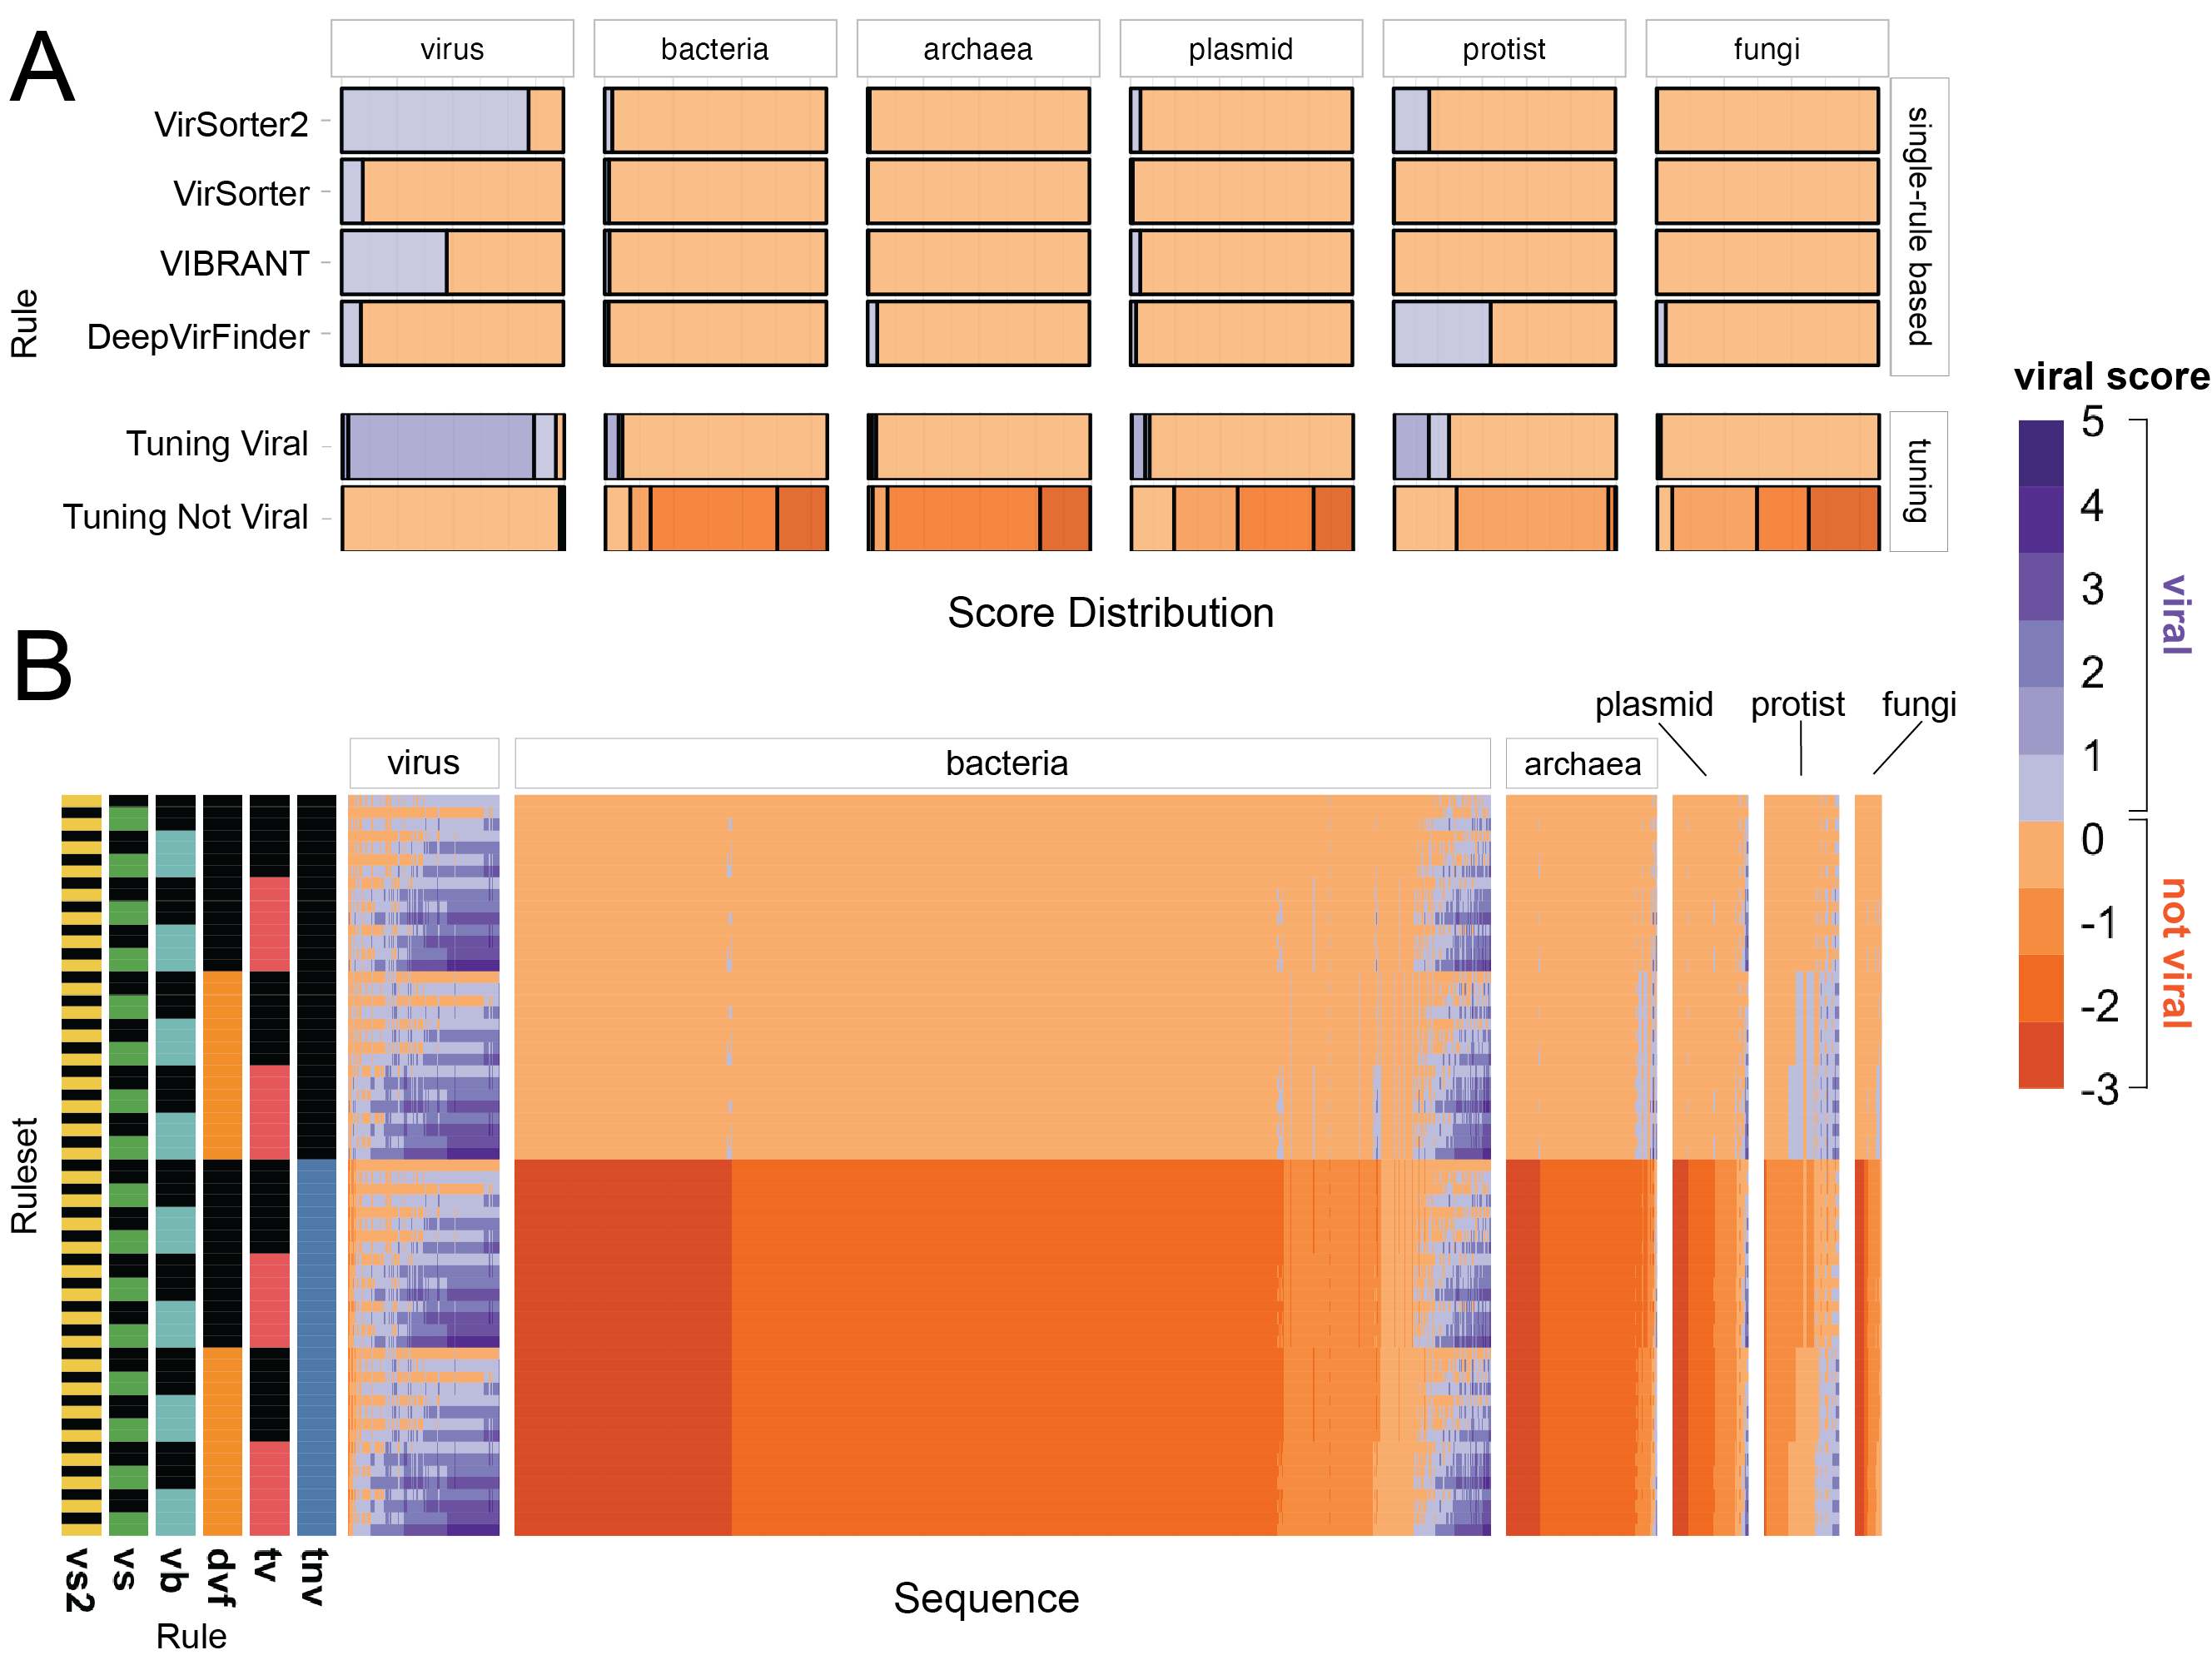 A
virus
bacteria
archaea
plasmid
protist
fungi
VirSorter2
VirSorter
VIBRANT
DeepVirFinder
Rule
single-rule based
Tuning Viral
Tuning Not Viral
tuning
Score Distribution
viral score
5
4
3
2
1
0
-1
-2
-3
viral
not viral
B
plasmid
protist
fungi
virus
bacteria
archaea
Ruleset
vs2
vs
vb
dvf
tv
tnv
Rule
Sequence